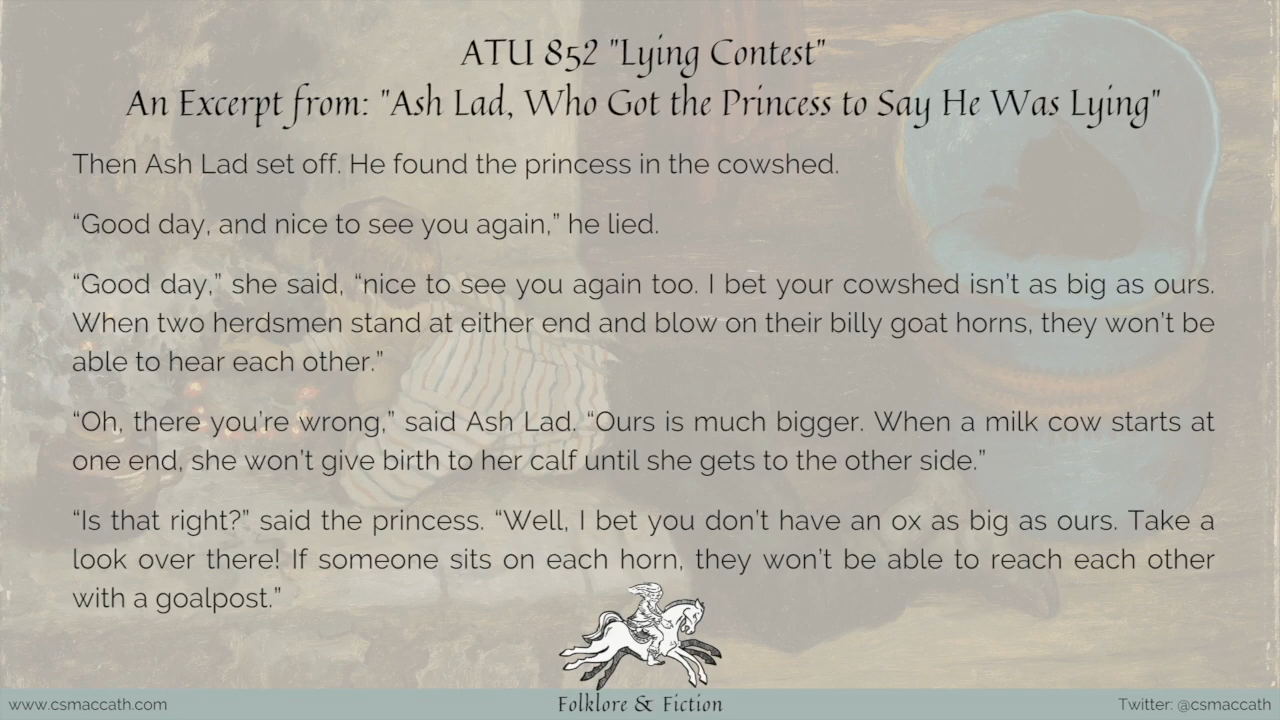 ATU 852 "Lying Contest"
An Excerpt from: "Ash Lad, Who Got the Princess to Say He Was Lying"
Then Ash Lad set off. He found the princess in the cowshed.
“Good day, and nice to see you again,” he lied.
“Good day,” she said, “nice to see you again too. I bet your cowshed isn’t as big as ours.
When two herdsmen stand at either end and blow on their billy goat horns, they won’t be
able to hear each other.”
“Oh, there you’re wrong,” said Ash Lad. “Ours is much bigger. When a milk cow starts at
one end, she won’t give birth to her calf until she gets to the other side.”
“Is that right?” said the princess. “Well, I bet you don’t have an ox as big as ours. Take a
look over there! If someone sits on each horn, they won’t be able to reach each other
with a goalpost.”
www.csmaccath.com
Folklore & Fiction
Twitter: @csmaccath